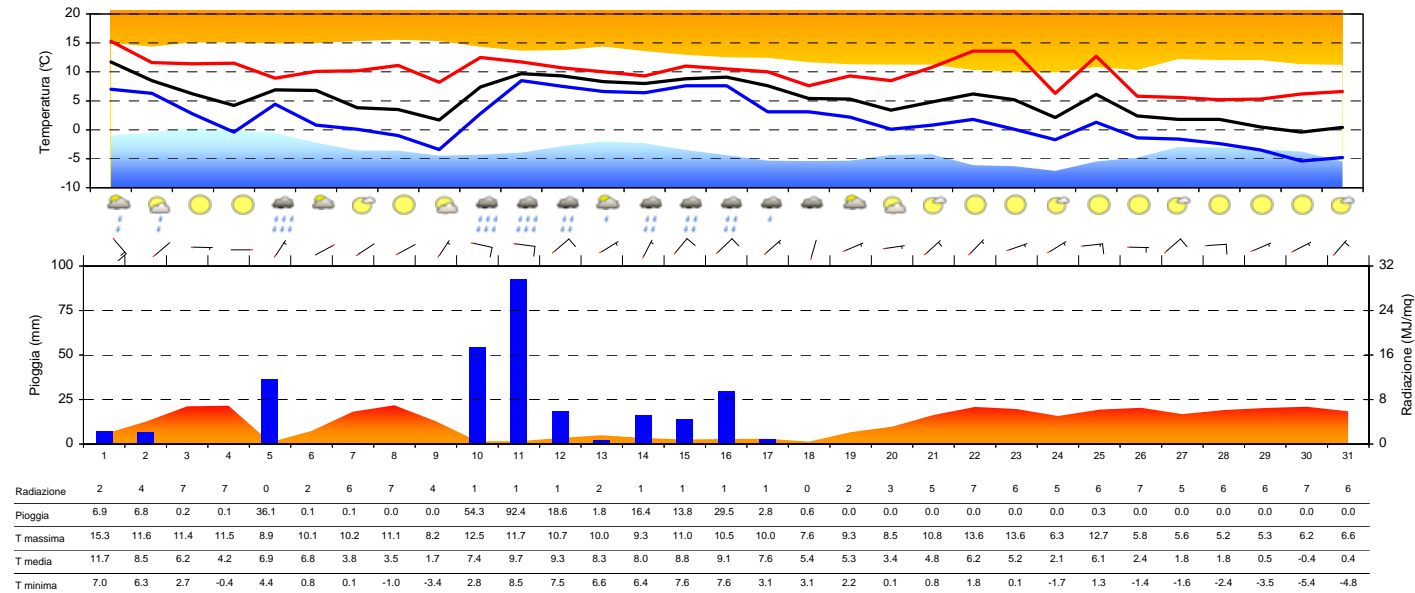 20
15
10
5
0
-5
-10
Temperatura (°C)
100
75
50
25
0
Pioggia (mm)
32
24
16
8
0
Radiazione (MJ/mq)
1 2 3 4 5 6 7 8 9 10 11 12 13 14 15 16 17 18 19 20 21 22 23 24 25 26 27 28 29 30 31
Radiazione 2 4 7 7 0 2 6 7 4 1 1 1 2 1 1 1 1 0 2 3 5 7 6 5 6 7 5 6 6 7 6
Pioggia 6.9 6.8 0.2 0.1 36.1 0.1 0.1 0.0 0.0 54.3 92.4 18.6 1.8 16.4 13.8 29.5 2.8 0.6 0.0 0.0 0.0 0.0 0.0 0.0 0.3 0.0 0.0 0.0 0.0 0.0 0.0
T massima 15.3 11.6 11.4 11.5 8.9 10.1 10.2 11.1 8.2 12.5 11.7 10.7 10.0 9.3 11.0 10.5 10.0 7.6 9.3 8.5 10.8 13.6 13.6 6.3 12.7 5.8 5.6 5.2 5.3 6.2 6.6
T media 11.7 8.5 6.2 4.2 6.9 6.8 3.8 3.5 1.7 7.4 9.7 9.3 8.3 8.0 8.8 9.1 7.6 5.4 5.3 3.4 4.8 6.2 5.2 2.1 6.1 2.4 1.8 1.8 0.5 -0.4 0.4
T minima 7.0 6.3 2.7 -0.4 4.4 0.8 0.1 -1.0 -3.4 2.8 8.5 7.5 6.6 6.4 7.6 7.6 3.1 3.1 2.2 0.1 0.8 1.8 0.1 -1.7 1.3 -1.4 -1.6 -2.4 -3.5 -5.4 -4.8